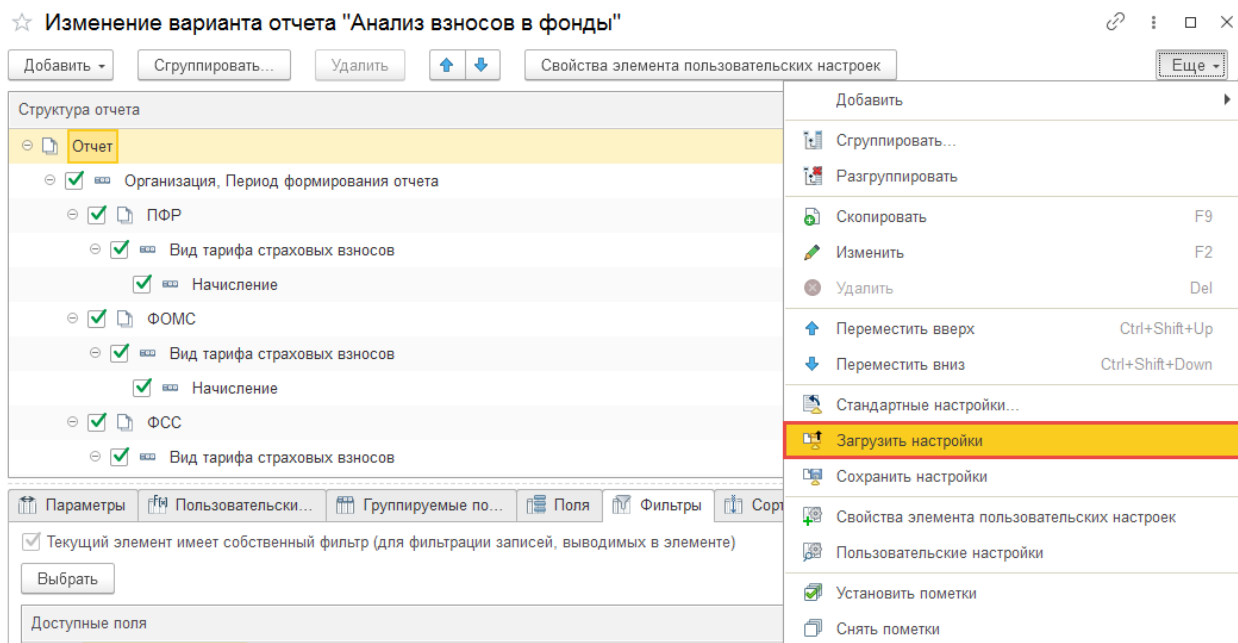 Изменение варианта отчета "Анализ взносов в фонды"
Добавить Сгруппировать... Удалить Свойства элемента пользовательских настроек Еще
Структура отчета
Отчет
Организация, Период формирования отчета
ПФР
Вид тарифа страховых взносов
Начисление
ФОМС
Вид тарифа страховых взносов
Начисление
ФСС
Вид тарифа страховых взносов
Параметры Пользовательски... Группируемые по... Поля Фильтры Сорт
Текущий элемент имеет собственный фильтр (для фильтрации записей, выводимых в элементе)
Выбрать
Доступные поля
Добавить
Сгруппировать...
Разгруппировать
Скопировать F9
Изменить F2
Удалить Del
Переместить вверх Ctrl+Shift+Up
Переместить вниз Ctrl+Shift+Down
Стандартные настройки...
Загрузить настройки
Сохранить настройки
Свойства элемента пользовательских настроек
Пользовательские настройки
Установить пометки
Снять пометки